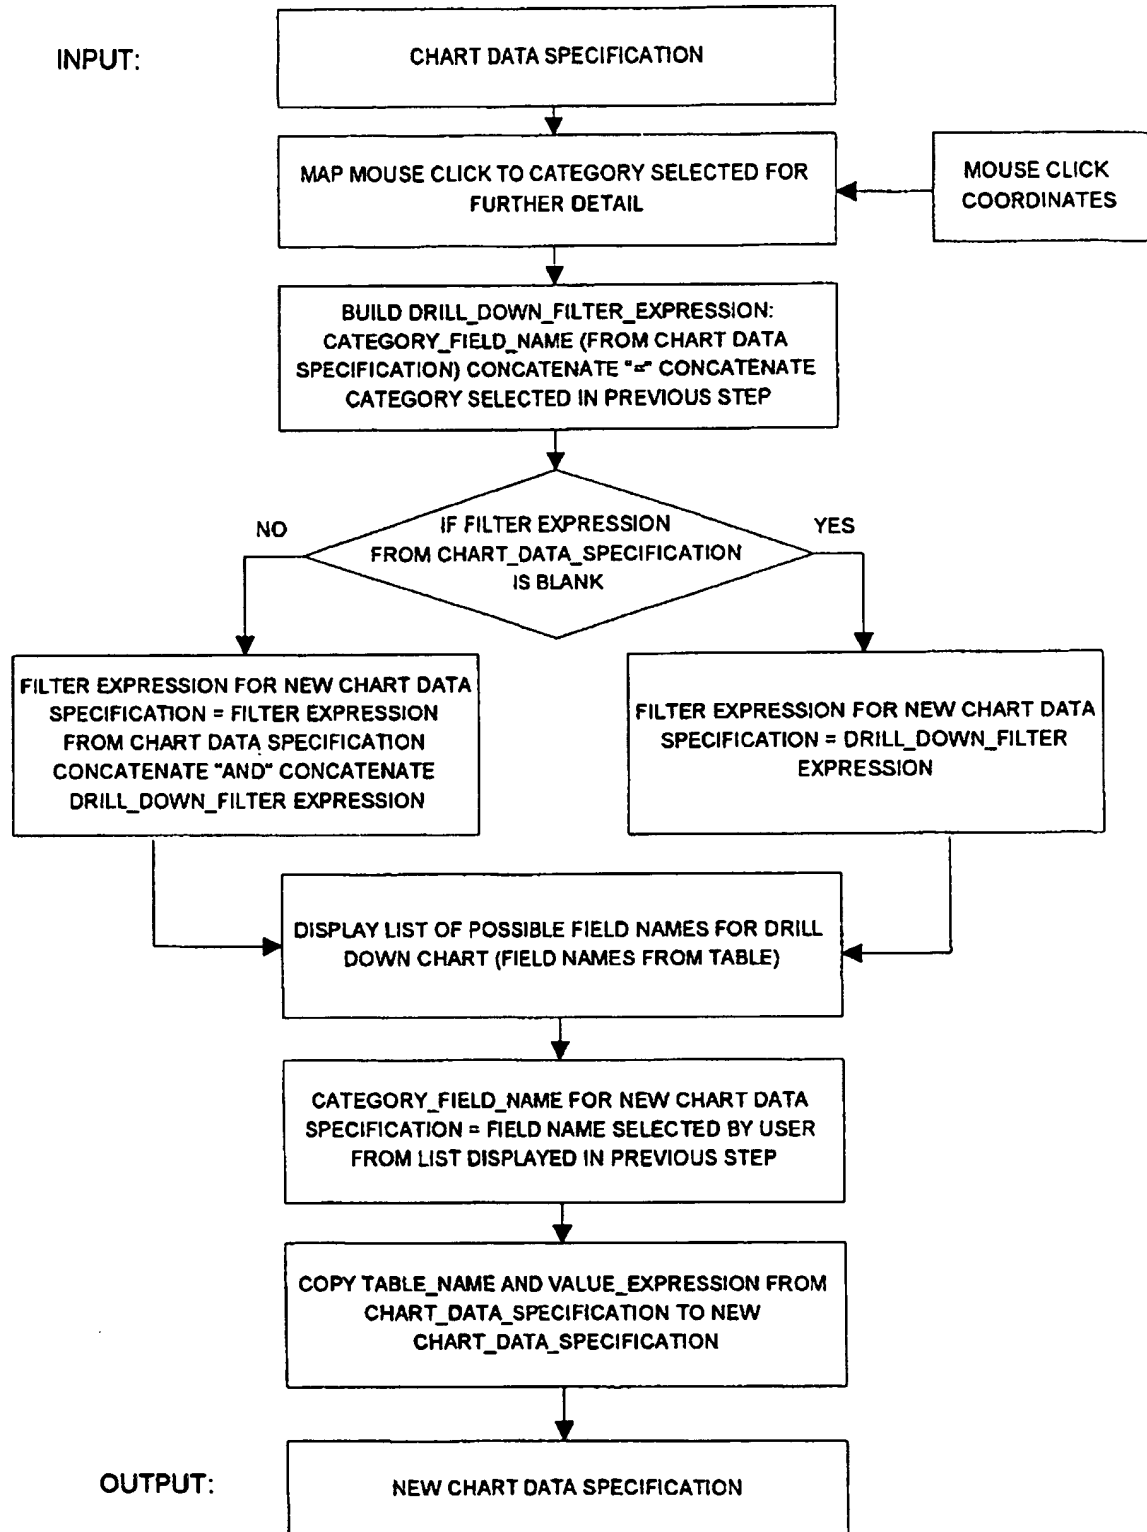 INPUT:
CHART DATA SPECIFICATION
MAP MOUSE CLICK TO CATEGORY SELECTED FOR
FURTHER DETAIL
MOUSE CLICK
COORDINATES
BUILD DRILL_DOWN_FILTER_EXPRESSION:
CATEGORY_FIELD_NAME (FROM CHART DATA
SPECIFICATION) CONCATENATE "=" CONCATENATE
CATEGORY SELECTED IN PREVIOUS STEP
IF FILTER EXPRESSION
FROM CHART_DATA_SPECIFICATION
IS BLANK
NO
YES
FILTER EXPRESSION FOR NEW CHART DATA
SPECIFICATION = FILTER EXPRESSION
FROM CHART DATA SPECIFICATION
CONCATENATE "AND" CONCATENATE
DRILL_DOWN_FILTER EXPRESSION
FILTER EXPRESSION FOR NEW CHART DATA
SPECIFICATION = DRILL_DOWN_FILTER
EXPRESSION
DISPLAY LIST OF POSSIBLE FIELD NAMES FOR DRILL
DOWN CHART (FIELD NAMES FROM TABLE)
CATEGORY_FIELD_NAME FOR NEW CHART DATA
SPECIFICATION = FIELD NAME SELECTED BY USER
FROM LIST DISPLAYED IN PREVIOUS STEP
COPY TABLE_NAME AND VALUE_EXPRESSION FROM
CHART_DATA_SPECIFICATION TO NEW
CHART_DATA_SPECIFICATION
OUTPUT:
NEW CHART DATA SPECIFICATION